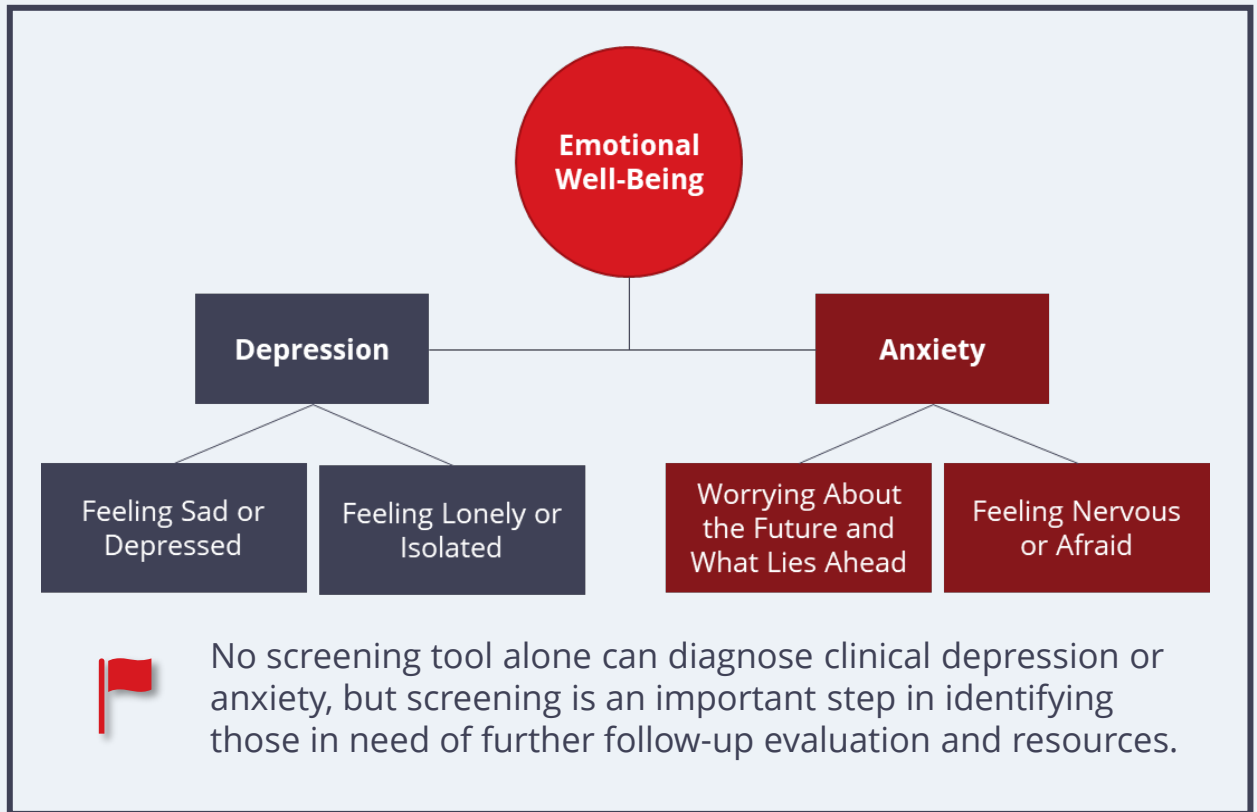 Emotional
Well-Being
Depression
Anxiety
Feeling Sad or
Depressed
Feeling Lonely or
Isolated
Worrying About
the Future and
What Lies Ahead
Feeling Nervous
or Afraid
No screening tool alone can diagnose clinical depression or
anxiety, but screening is an important step in identifying
those in need of further follow-up evaluation and resources.